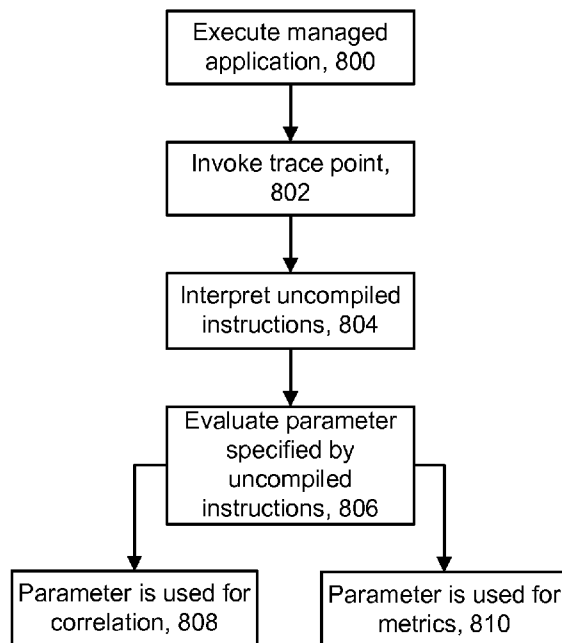 Execute managed
application, 800
Invoke trace point,
802
Interpret uncompiled
instructions, 804
Evaluate parameter
specified by
uncompiled
instructions, 806
Parameter is used for
correlation, 808
Parameter is used for
metrics, 810